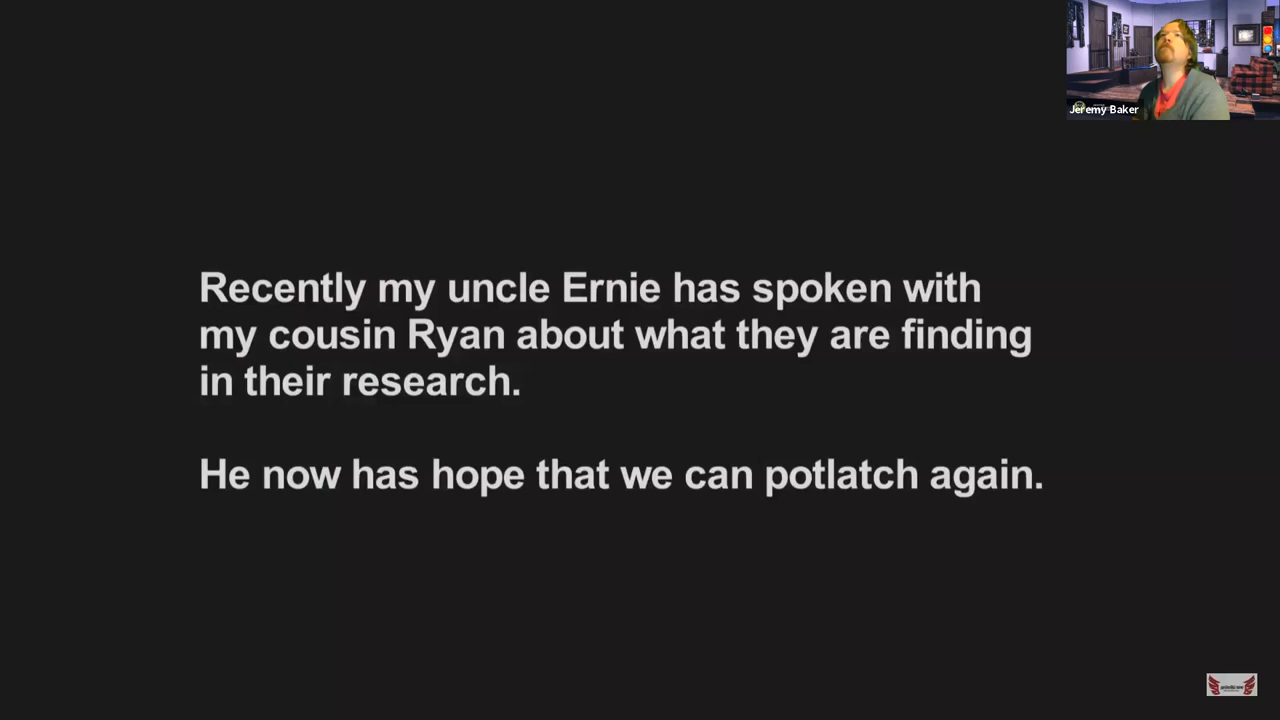 Jeremy Baker
Recently my uncle Ernie has spoken with
my cousin Ryan about what they are finding
in their research.
He now has hope that we can potlatch again.